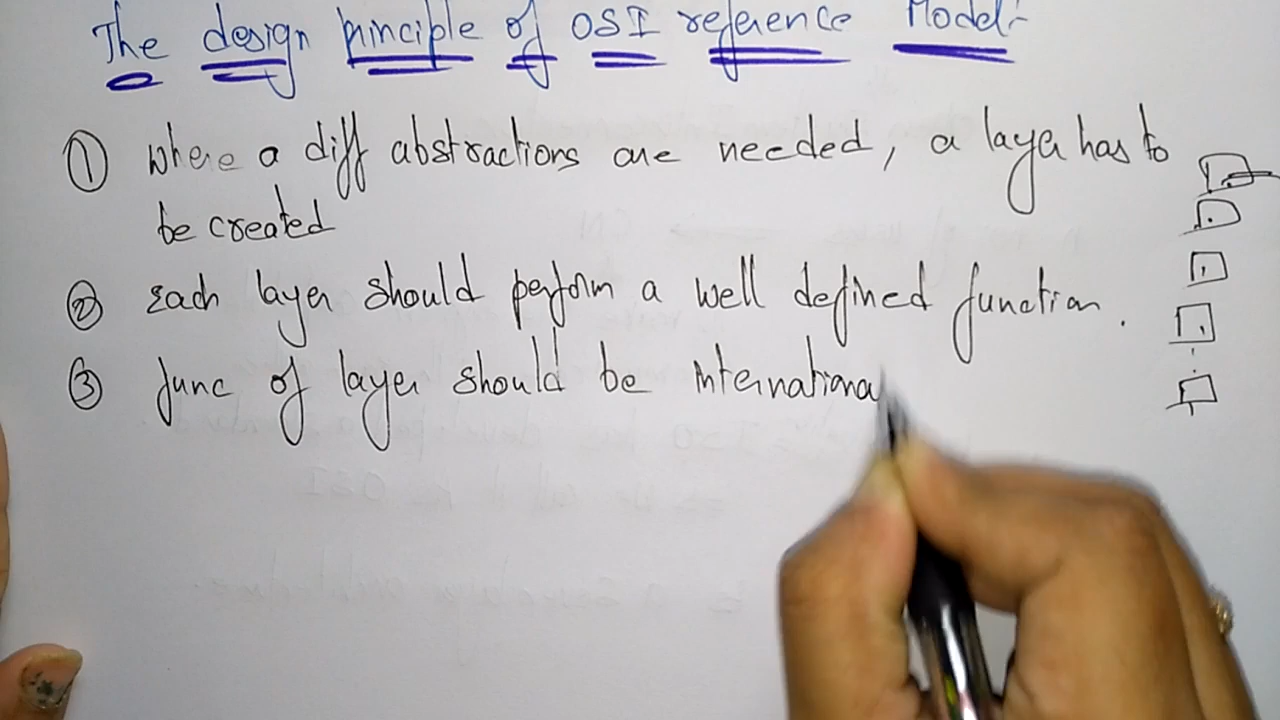 The design principle of OSI reference Model:-
① where a diff abstractions are needed, a layer has to
be created
② Each layer should perform a well defined function.
③ func of layer should be internationa